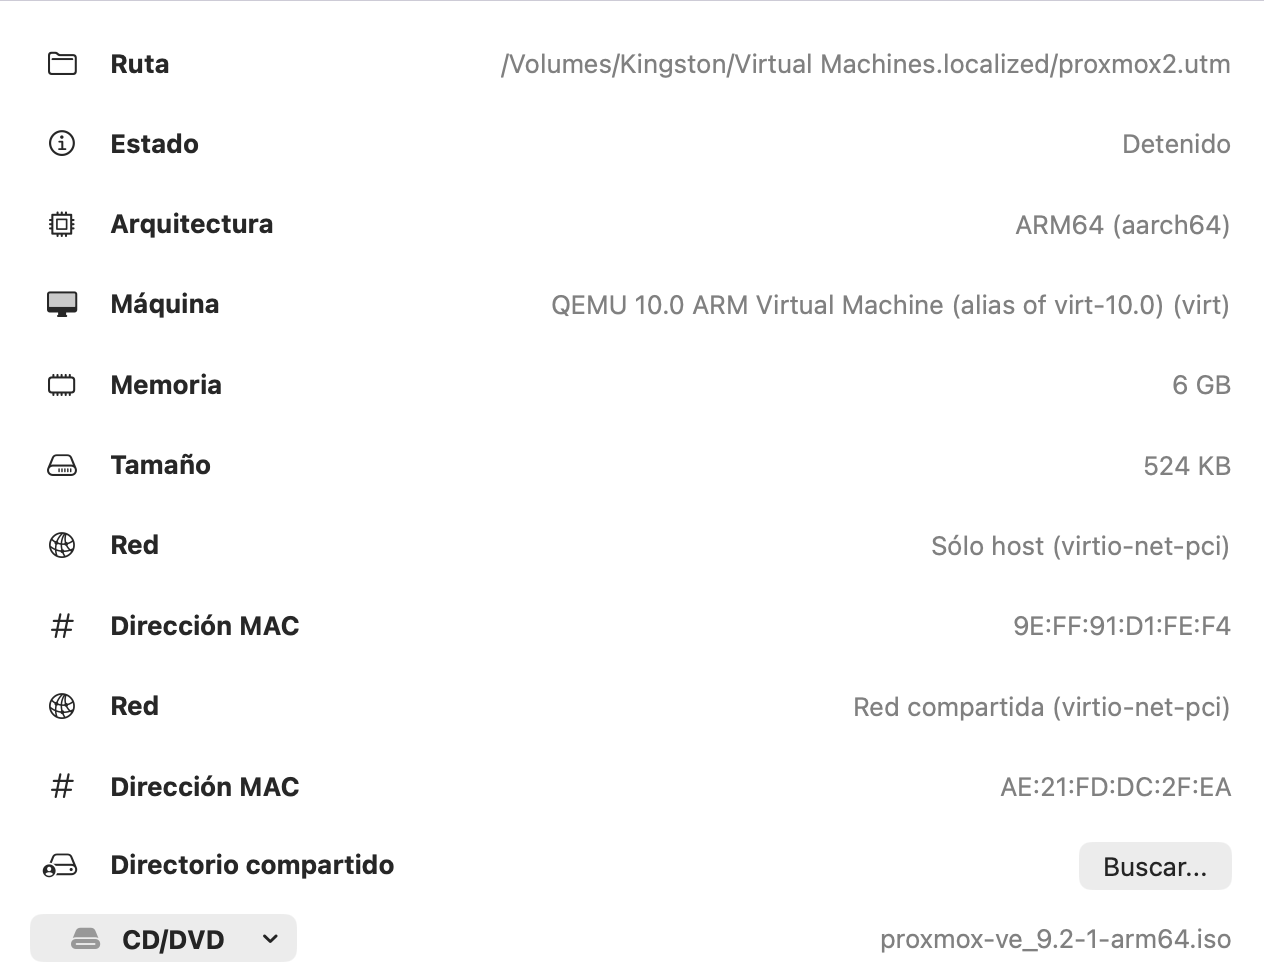 Ruta /Volumes/Kingston/Virtual Machines.localized/proxmox2.utm
Estado Detenido
Arquitectura ARM64 (aarch64)
Máquina QEMU 10.0 ARM Virtual Machine (alias of virt-10.0) (virt)
Memoria 6 GB
Tamaño 524 KB
Red Sólo host (virtio-net-pci)
# Dirección MAC 9E:FF:91:D1:FE:F4
Red Red compartida (virtio-net-pci)
# Dirección MAC AE:21:FD:DC:2F:EA
Directorio compartido Buscar...
CD/DVD proxmox-ve_9.2-1-arm64.iso